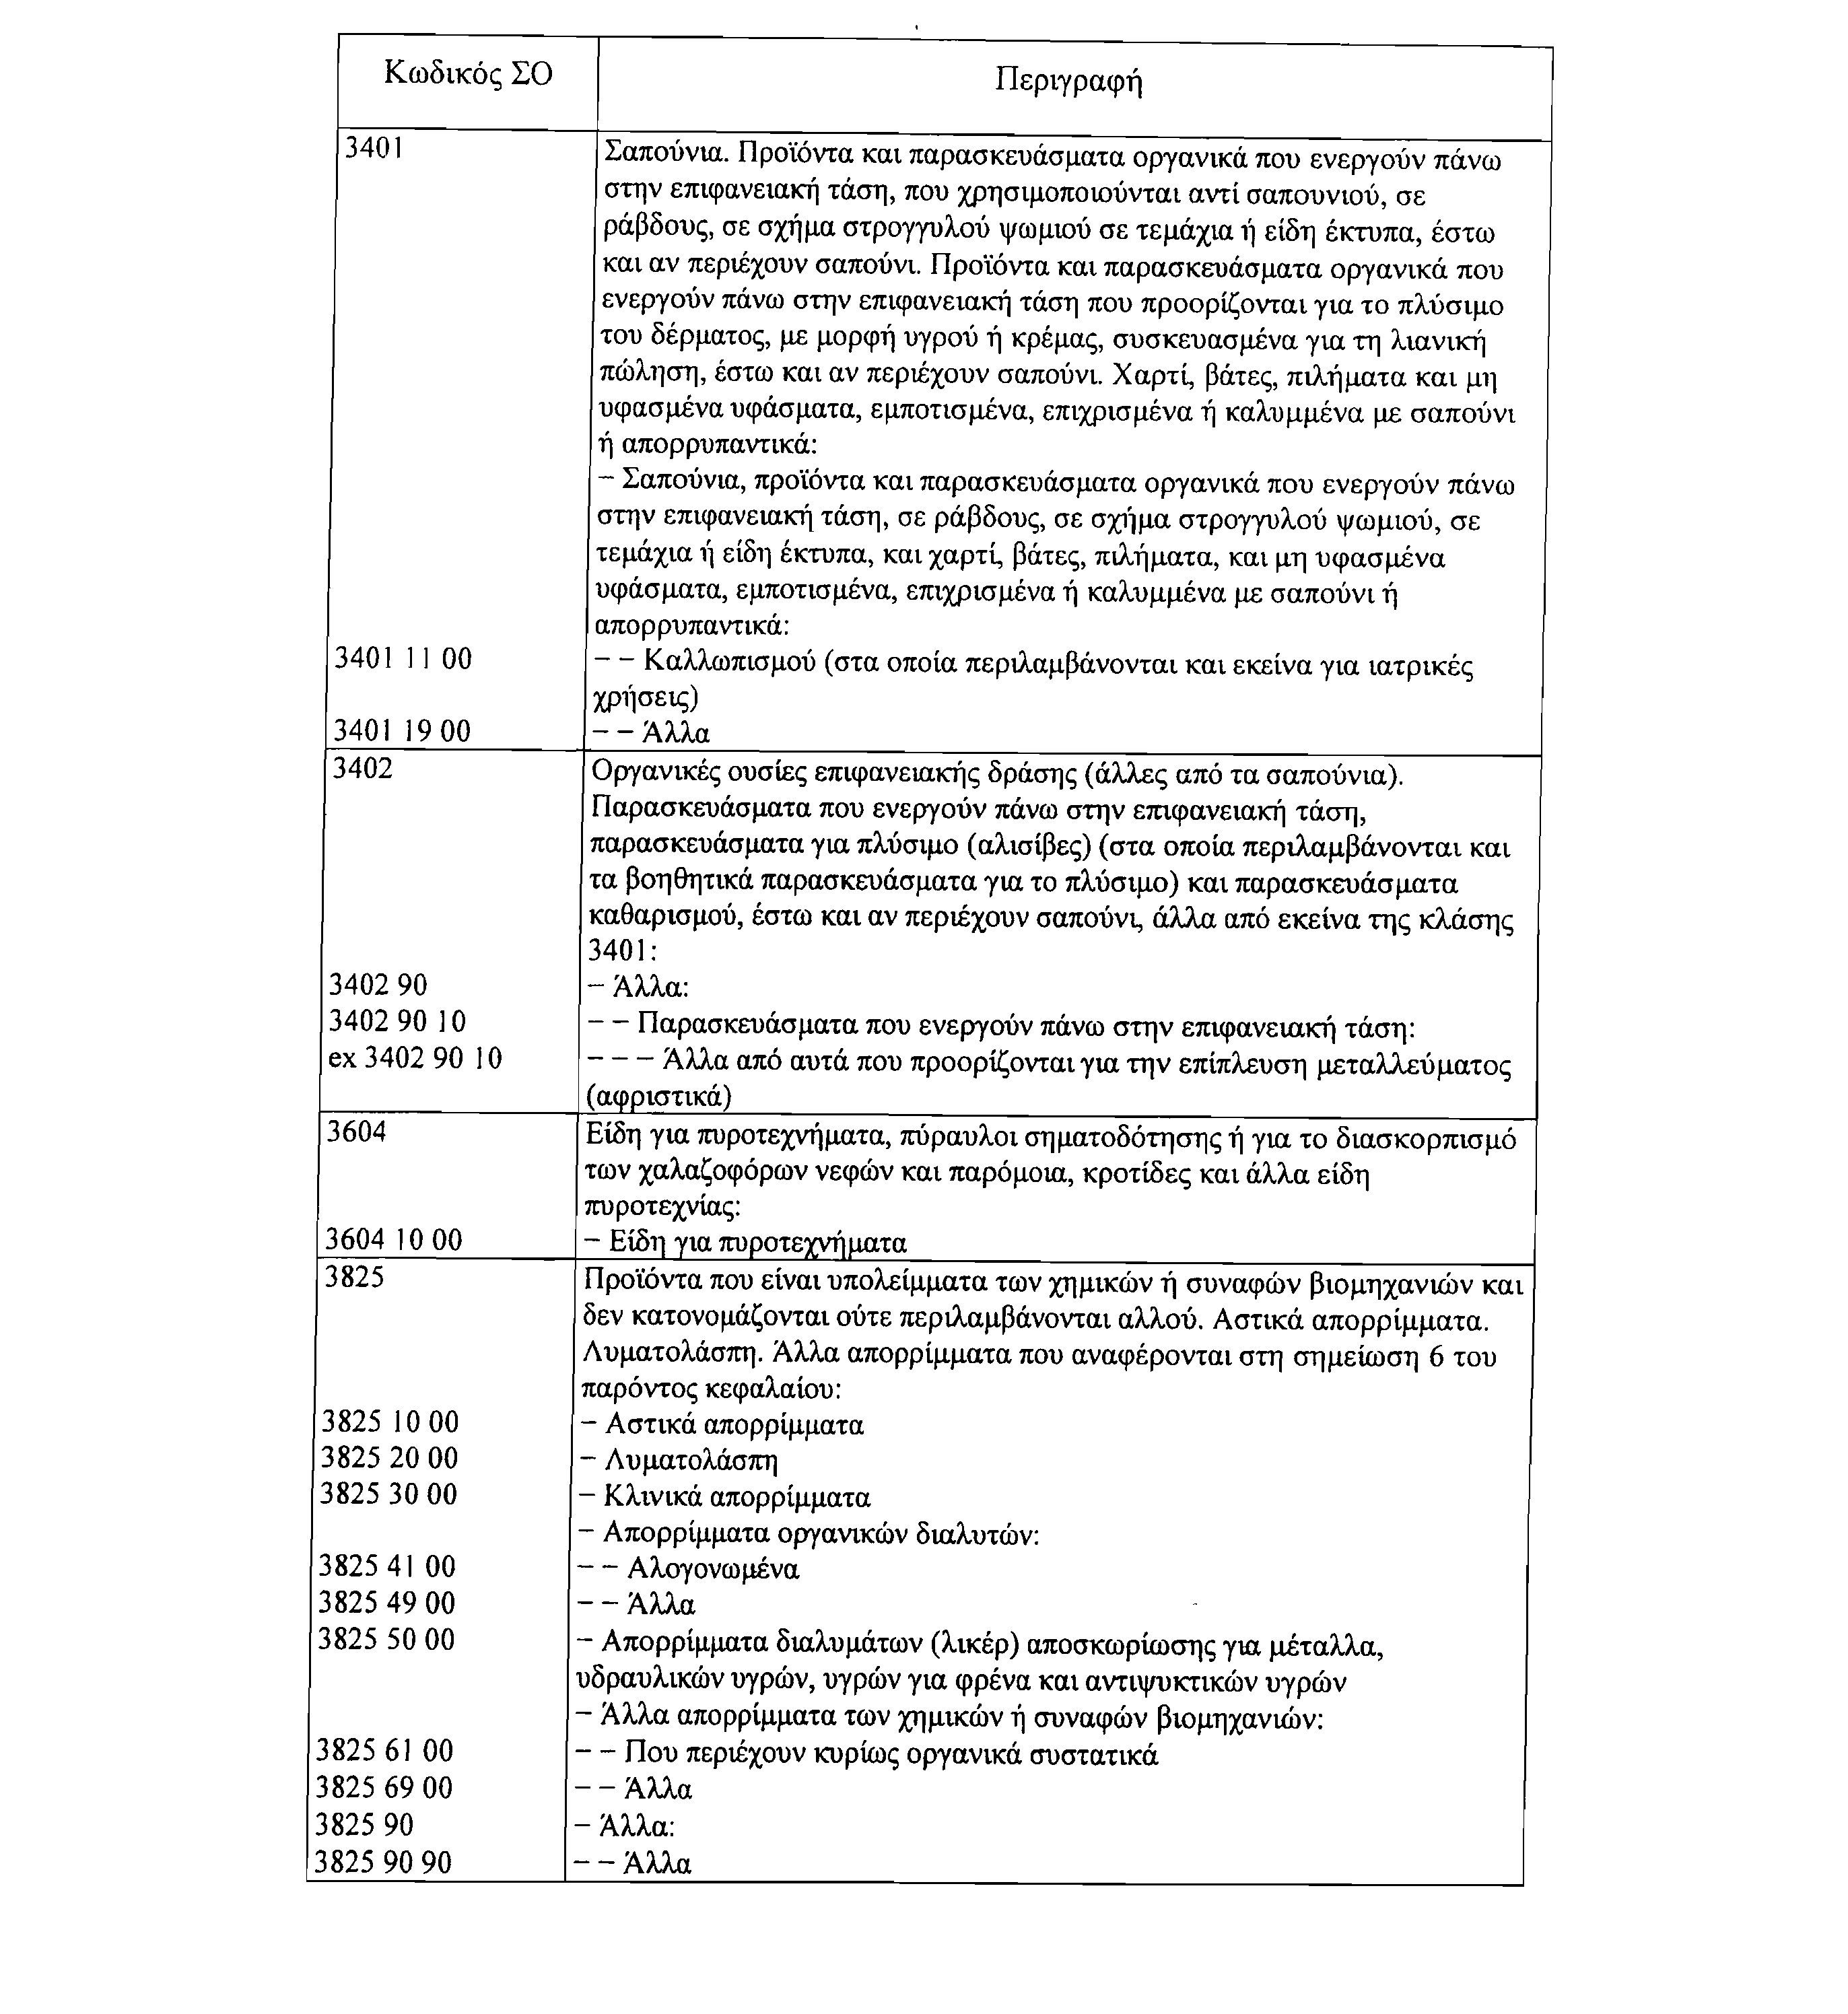 Κωδικός ΣΟ Περιγραφή
3401 Σαπούνια. Προϊόντα και παρασκευάσματα οργανικά που ενεργούν πάνω
στην επιφανειακή τάση, που χρησιμοποιούνται αντί σαπουνιού, σε
ράβδους, σε σχήμα στρογγυλού ψωμιού σε τεμάχια ή είδη έκτυπα, έστω
και αν περιέχουν σαπούνι. Προϊόντα και παρασκευάσματα οργανικά που
ενεργούν πάνω στην επιφανειακή τάση που προορίζονται για το πλύσιμο
του δέρματος, με μορφή υγρού ή κρέμας, συσκευασμένα για τη λιανική
πώληση, έστω και αν περιέχουν σαπούνι. Χαρτί, βάτες, πιλήματα και μη
υφασμένα υφάσματα, εμποτισμένα, επιχρισμένα ή καλυμμένα με σαπούνι
ή απορρυπαντικά:
– Σαπούνια, προϊόντα και παρασκευάσματα οργανικά που ενεργούν πάνω
στην επιφανειακή τάση, σε ράβδους, σε σχήμα στρογγυλού ψωμιού, σε
τεμάχια ή είδη έκτυπα, και χαρτί, βάτες, πιλήματα, και μη υφασμένα
υφάσματα, εμποτισμένα, επιχρισμένα ή καλυμμένα με σαπούνι ή
απορρυπαντικά:
3401 11 00 – – Καλλωπισμού (στα οποία περιλαμβάνονται και εκείνα για ιατρικές
χρήσεις)
3401 19 00 – – Άλλα
3402 Οργανικές ουσίες επιφανειακής δράσης (άλλες από τα σαπούνια).
Παρασκευάσματα που ενεργούν πάνω στην επιφανειακή τάση,
παρασκευάσματα για πλύσιμο (αλισίβες) (στα οποία περιλαμβάνονται και
τα βοηθητικά παρασκευάσματα για το πλύσιμο) και παρασκευάσματα
καθαρισμού, έστω και αν περιέχουν σαπούνι, άλλα από εκείνα της κλάσης
3401:
3402 90 – Άλλα:
3402 90 10 – – Παρασκευάσματα που ενεργούν πάνω στην επιφανειακή τάση:
ex 3402 90 10 – – – Άλλα από αυτά που προορίζονται για την επίπλευση μεταλλεύματος
(αφριστικά)
3604 Είδη για πυροτεχνήματα, πύραυλοι σηματοδότησης ή για το διασκορπισμό
των χαλαζοφόρων νεφών και παρόμοια, κροτίδες και άλλα είδη
πυροτεχνίας:
3604 10 00 – Είδη για πυροτεχνήματα
3825 Προϊόντα που είναι υπολείμματα των χημικών ή συναφών βιομηχανιών και
δεν κατονομάζονται ούτε περιλαμβάνονται αλλού. Αστικά απορρίμματα.
Λυματολάσπη. Άλλα απορρίμματα που αναφέρονται στη σημείωση 6 του
παρόντος κεφαλαίου:
3825 10 00 – Αστικά απορρίμματα
3825 20 00 – Λυματολάσπη
3825 30 00 – Κλινικά απορρίμματα
– Απορρίμματα οργανικών διαλυτών:
3825 41 00 – – Αλογονωμένα
3825 49 00 – – Άλλα
3825 50 00 – Απορρίμματα διαλυμάτων (λικέρ) αποσκωρίωσης για μέταλλα,
υδραυλικών υγρών, υγρών για φρένα και αντιψυκτικών υγρών
– Άλλα απορρίμματα των χημικών ή συναφών βιομηχανιών:
3825 61 00 – – Που περιέχουν κυρίως οργανικά συστατικά
3825 69 00 – – Άλλα
3825 90 – Άλλα:
3825 90 90 – – Άλλα